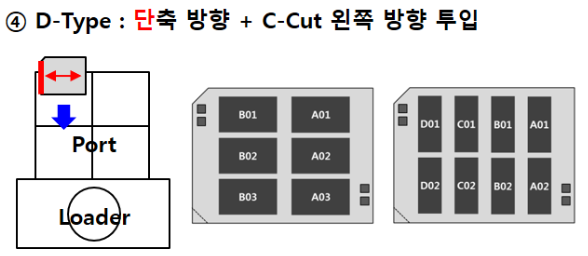 ④ D-Type : 단축 방향 + C-Cut 왼쪽 방향 투입
Port
Loader
B01 A01
B02 A02
B03 A03
D01 C01 B01 A01
D02 C02 B02 A02